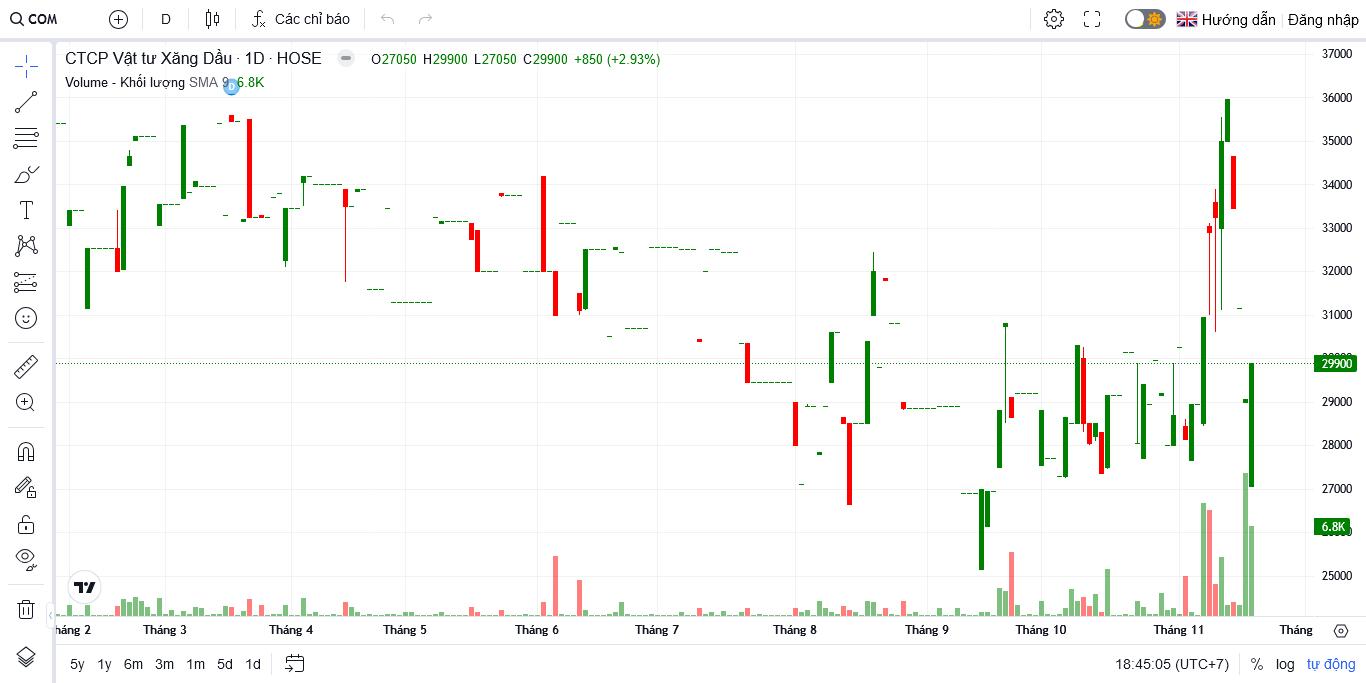 COM D Các chỉ báo Hướng dẫn Đăng nhập
CTCP Vật tư Xăng Dầu · 1D · HOSE O27050 H29900 L27050 C29900 +850 (+2.93%)
Volume - Khối lượng SMA 9 6.8K
D
37000
36000
35000
34000
33000
32000
31000
29900
29000
28000
27000
6.8K
25000
háng 2 Tháng 3 Tháng 4 Tháng 5 Tháng 6 Tháng 7 Tháng 8 Tháng 9 Tháng 10 Tháng 11 Tháng
5y 1y 6m 3m 1m 5d 1d 18:45:05 (UTC+7) % log tự động